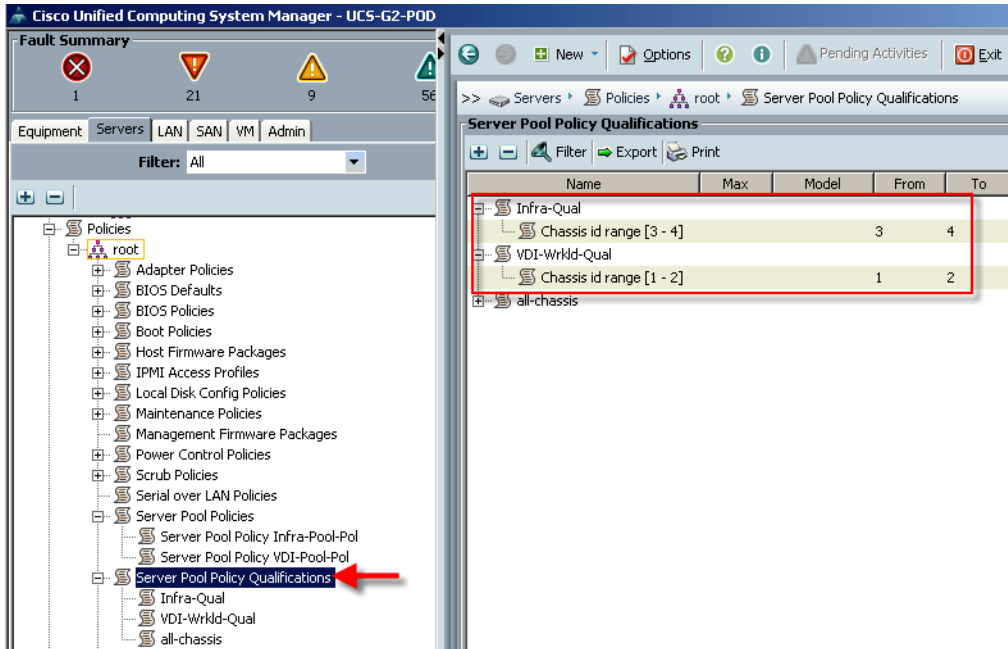 Cisco Unified Computing System Manager - UCS-G2-POD
Fault Summary
1 21 9 56
Equipment Servers LAN SAN VM Admin
Filter: All
Policies
root
Adapter Policies
BIOS Defaults
BIOS Policies
Boot Policies
Host Firmware Packages
IPMI Access Profiles
Local Disk Config Policies
Maintenance Policies
Management Firmware Packages
Power Control Policies
Scrub Policies
Serial over LAN Policies
Server Pool Policies
Server Pool Policy Infra-Pool-Pol
Server Pool Policy VDI-Pool-Pol
Server Pool Policy Qualifications
Infra-Qual
VDI-Wrkld-Qual
all-chassis
New Options Pending Activities Exit
>> Servers Policies root Server Pool Policy Qualifications
Server Pool Policy Qualifications
Filter Export Print
Name Max Model From To
Infra-Qual
Chassis id range [3 - 4] 3 4
VDI-Wrkld-Qual
Chassis id range [1 - 2] 1 2
all-chassis